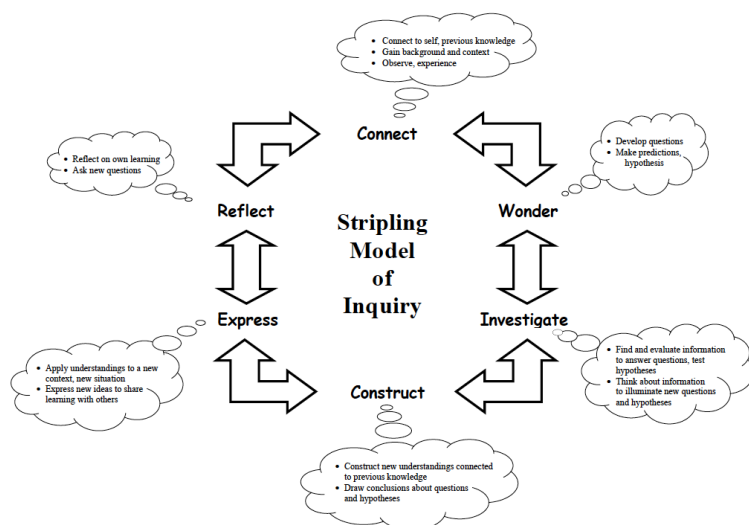 • Connect to self, previous knowledge
• Gain background and context
• Observe, experience
Connect
• Develop questions
• Make predictions,
hypothesis
Wonder
• Reflect on own learning
• Ask new questions
Reflect
Stripling
Model
of
Inquiry
Express
Investigate
• Apply understandings to a new
context, new situation
• Express new ideas to share
learning with others
• Find and evaluate information
to answer questions, test
hypotheses
• Think about information
to illuminate new questions
and hypotheses
Construct
• Construct new understandings connected
to previous knowledge
• Draw conclusions about questions
and hypotheses